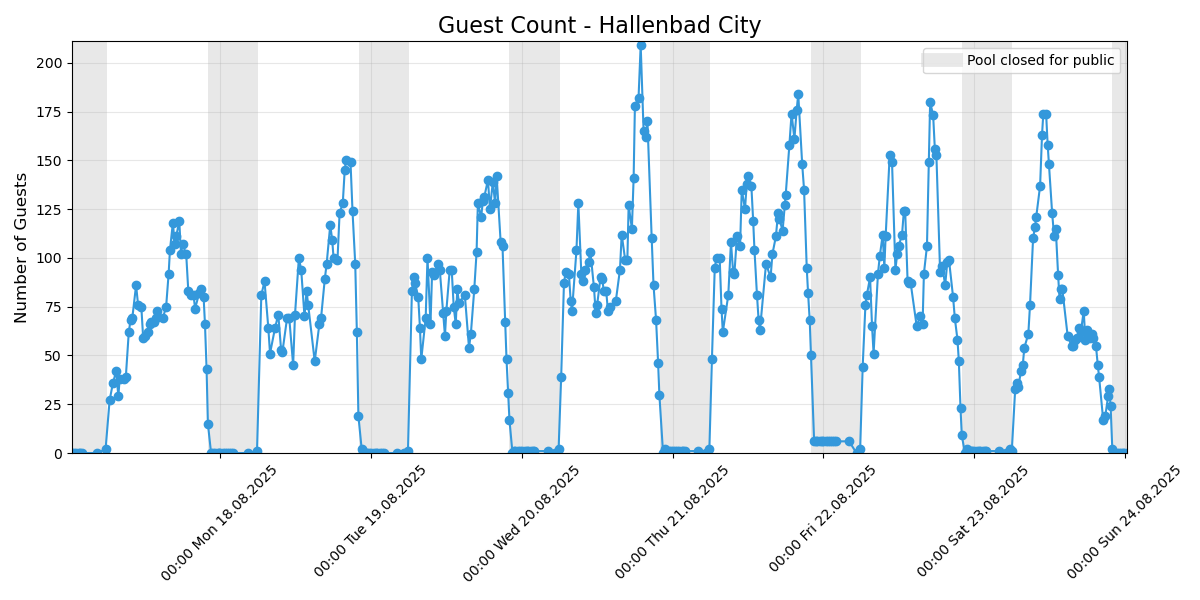 Guest Count - Hallenbad City
Pool closed for public
Number of Guests
200
175
150
125
100
75
50
25
0
00:00 Mon 18.08.2025
00:00 Tue 19.08.2025
00:00 Wed 20.08.2025
00:00 Thu 21.08.2025
00:00 Fri 22.08.2025
00:00 Sat 23.08.2025
00:00 Sun 24.08.2025